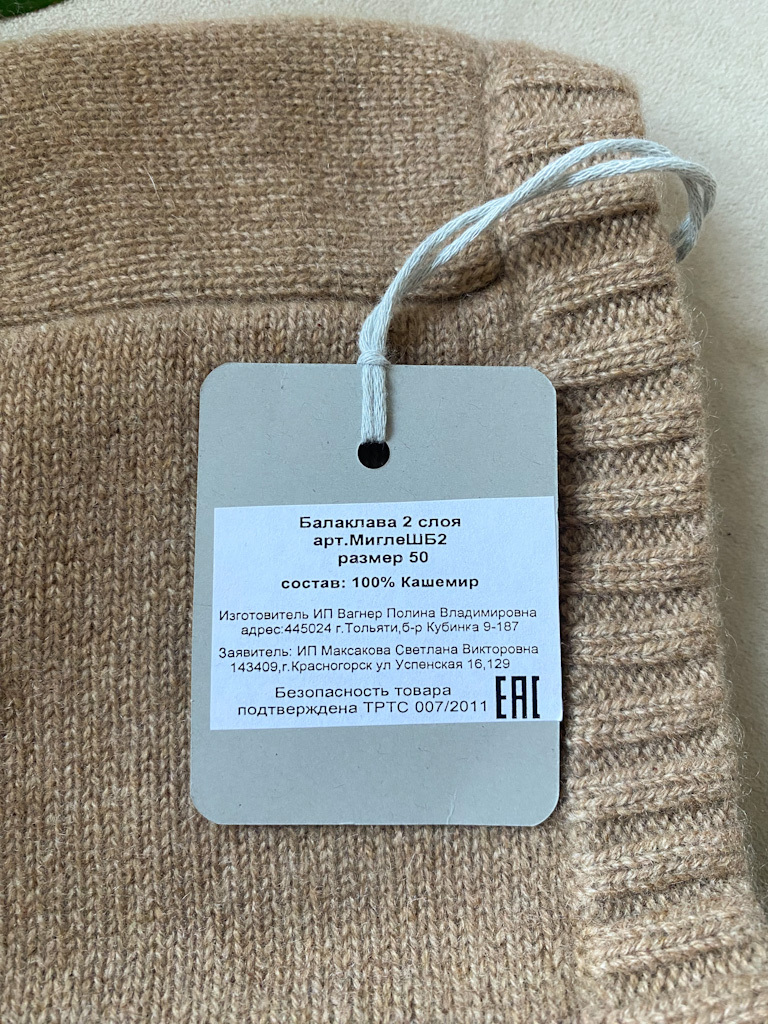 Балаклава 2 слоя
арт.МиглеШБ2
размер 50
состав: 100% Кашемир
Изготовитель ИП Вагнер Полина Владимировна
адрес:445024 г.Тольяти,б-р Кубинка 9-187
Заявитель: ИП Максакова Светлана Викторовна
143409,г.Красногорск ул Успенская 16,129
Безопасность товара
подтверждена ТРТС 007/2011
EAC